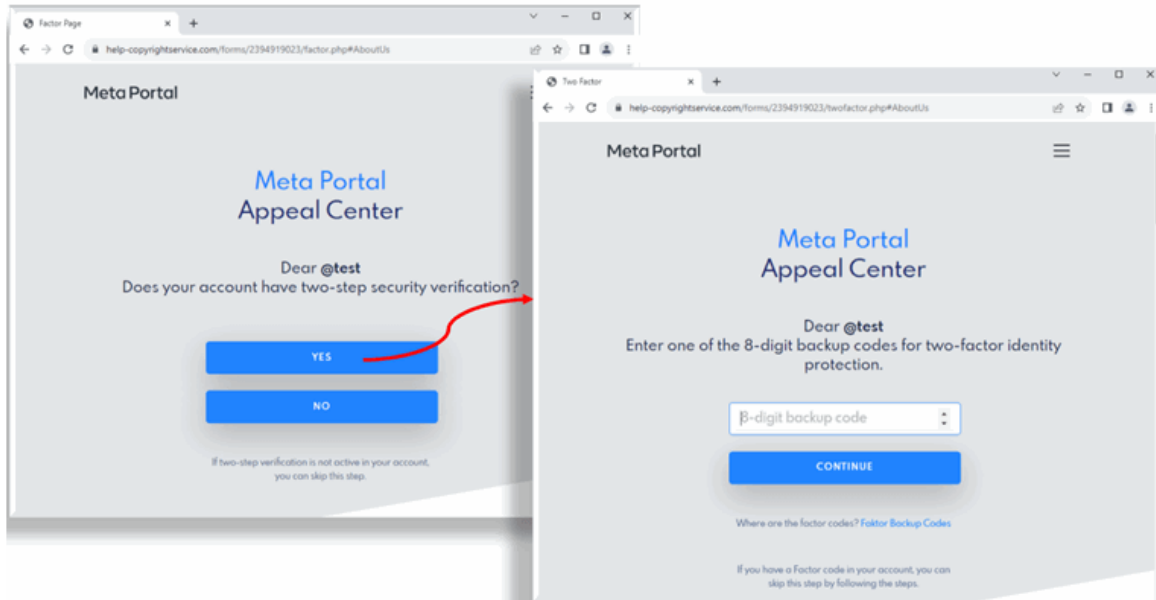 Factor Page
help-copyrightservice.com/forms/2394919023/factor.php#AboutUs
Meta Portal
Meta Portal
Appeal Center
Dear @test
Does your account have two-step security verification?
YES
NO
If two-step verification is not active in your account,
you can skip this step.
Two Factor
help-copyrightservice.com/forms/2394919023/twofactor.php#AboutUs
Meta Portal
Meta Portal
Appeal Center
Dear @test
Enter one of the 8-digit backup codes for two-factor identity
protection.
8-digit backup code
CONTINUE
Where are the factor codes? Faktor Backup Codes
If you have a Factor code in your account, you can
skip this step by following the steps.